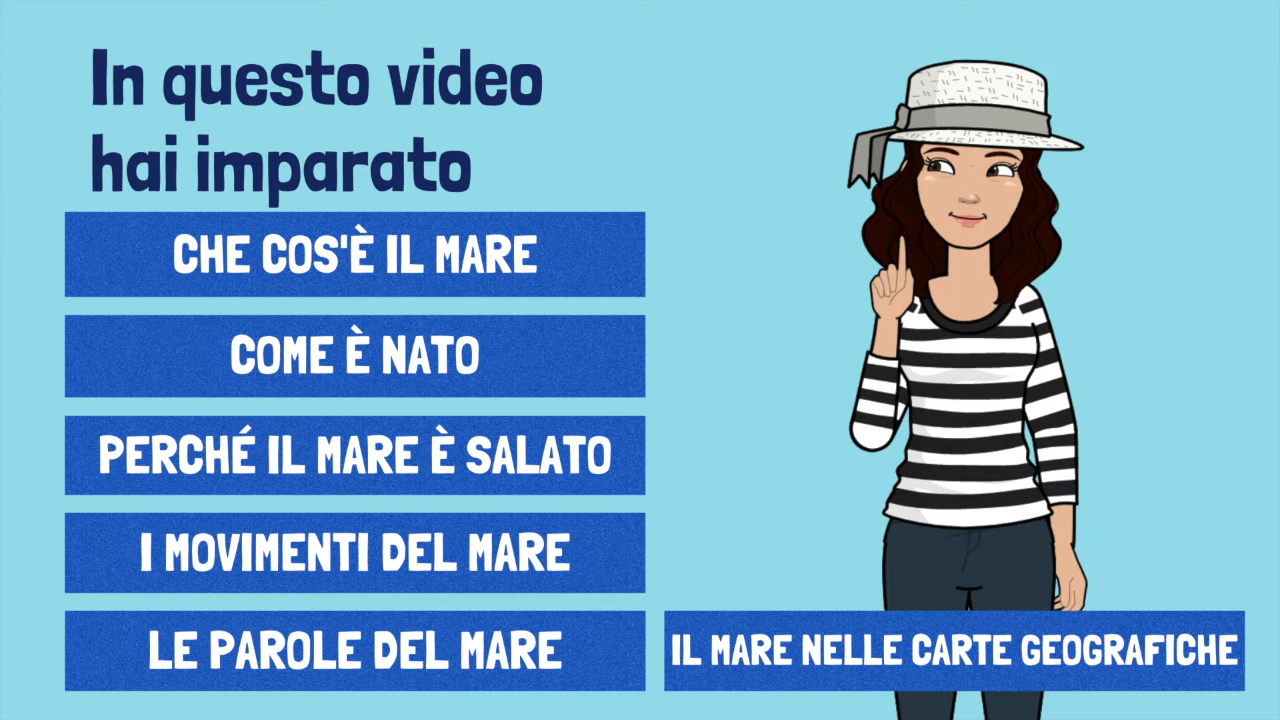 In questo video
hai imparato
CHE COS'È IL MARE
COME È NATO
PERCHÉ IL MARE È SALATO
I MOVIMENTI DEL MARE
LE PAROLE DEL MARE
IL MARE NELLE CARTE GEOGRAFICHE